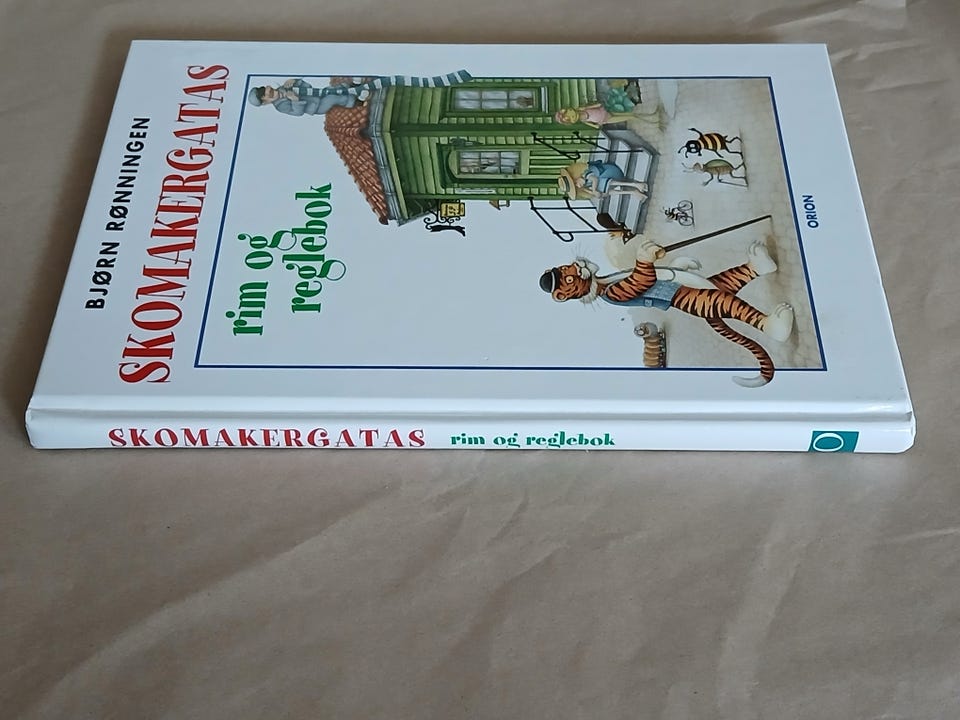 BJØRN RØNNINGEN
SKOMAKERGATAS
rim og
reglebok
ORION
SKOMAKERGATAS rim og reglebok